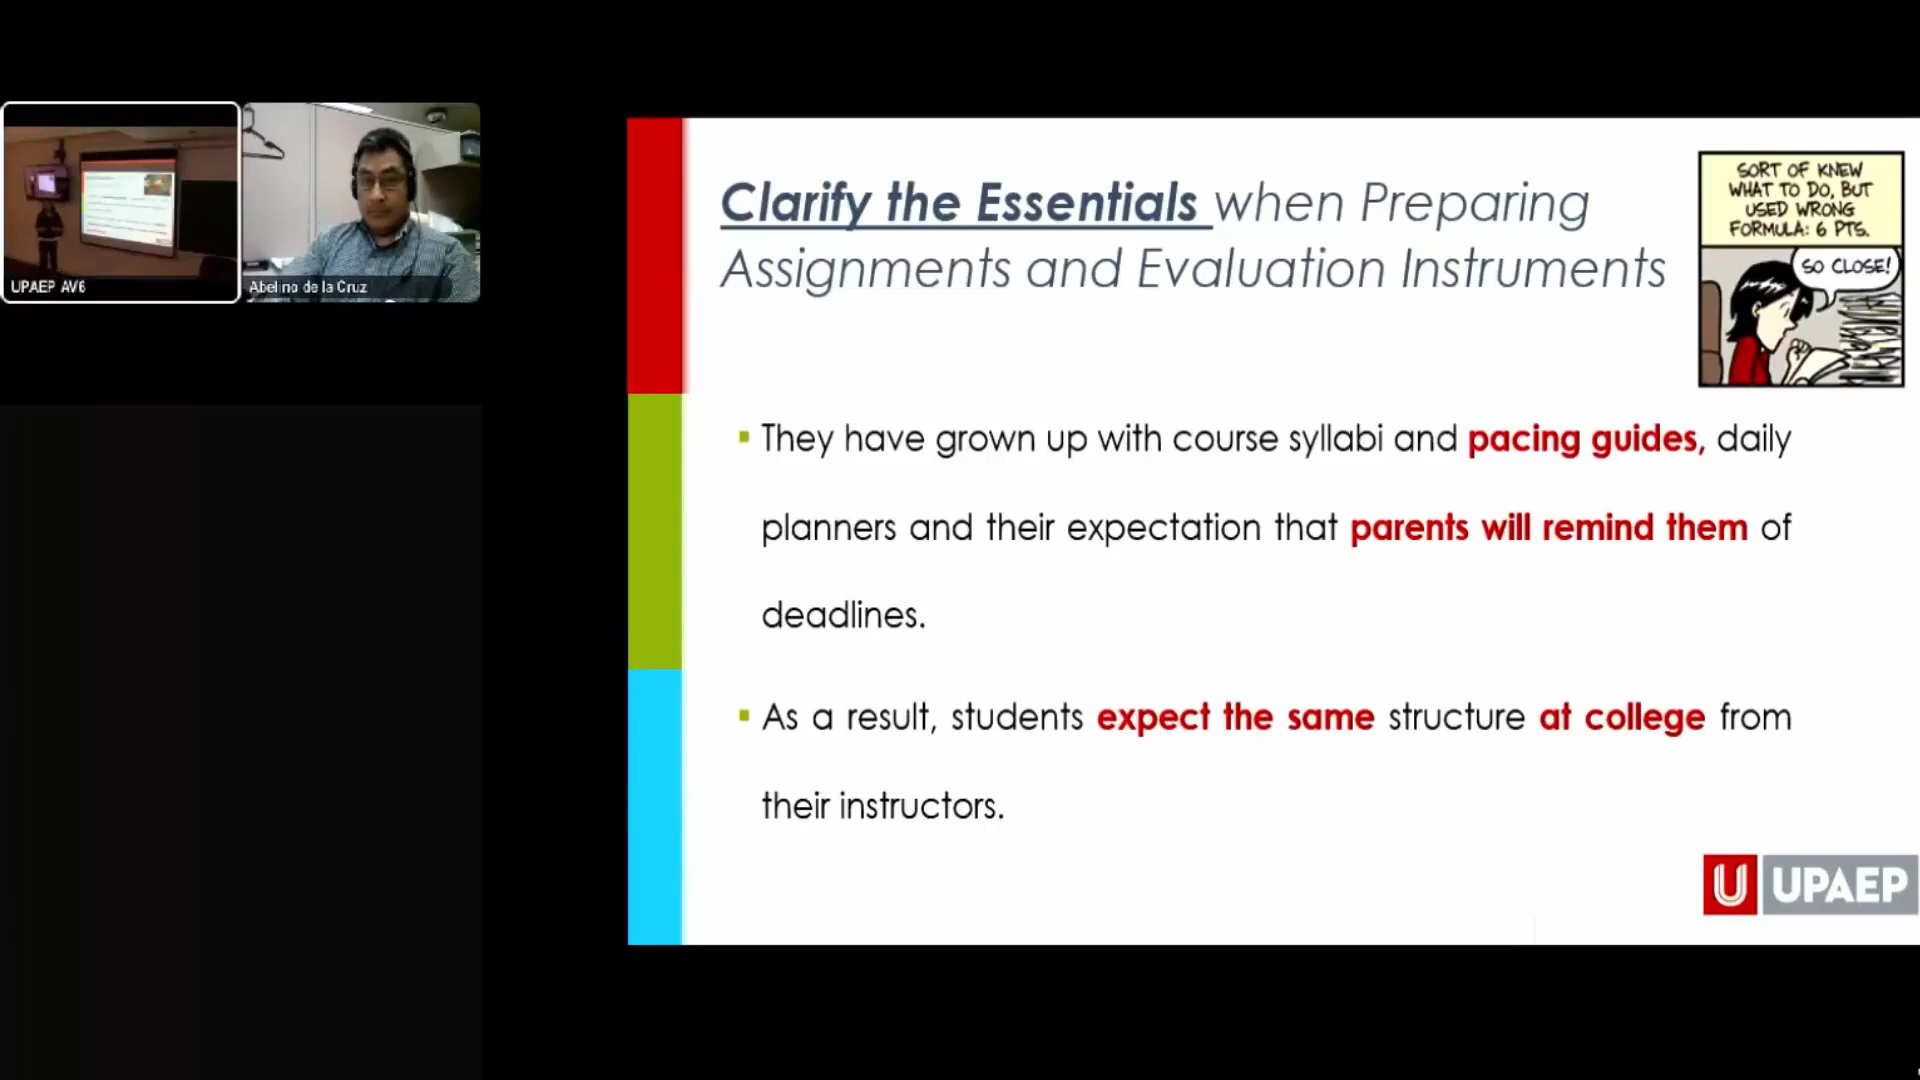 UPAEP AV6
Abelino de la Cruz
Clarify the Essentials when Preparing
Assignments and Evaluation Instruments
SORT OF KNEW
WHAT TO DO, BUT
USED WRONG
FORMULA: 6 PTS.
SO CLOSE!
▪ They have grown up with course syllabi and pacing guides, daily
planners and their expectation that parents will remind them of
deadlines.
▪ As a result, students expect the same structure at college from
their instructors.
U UPAEP